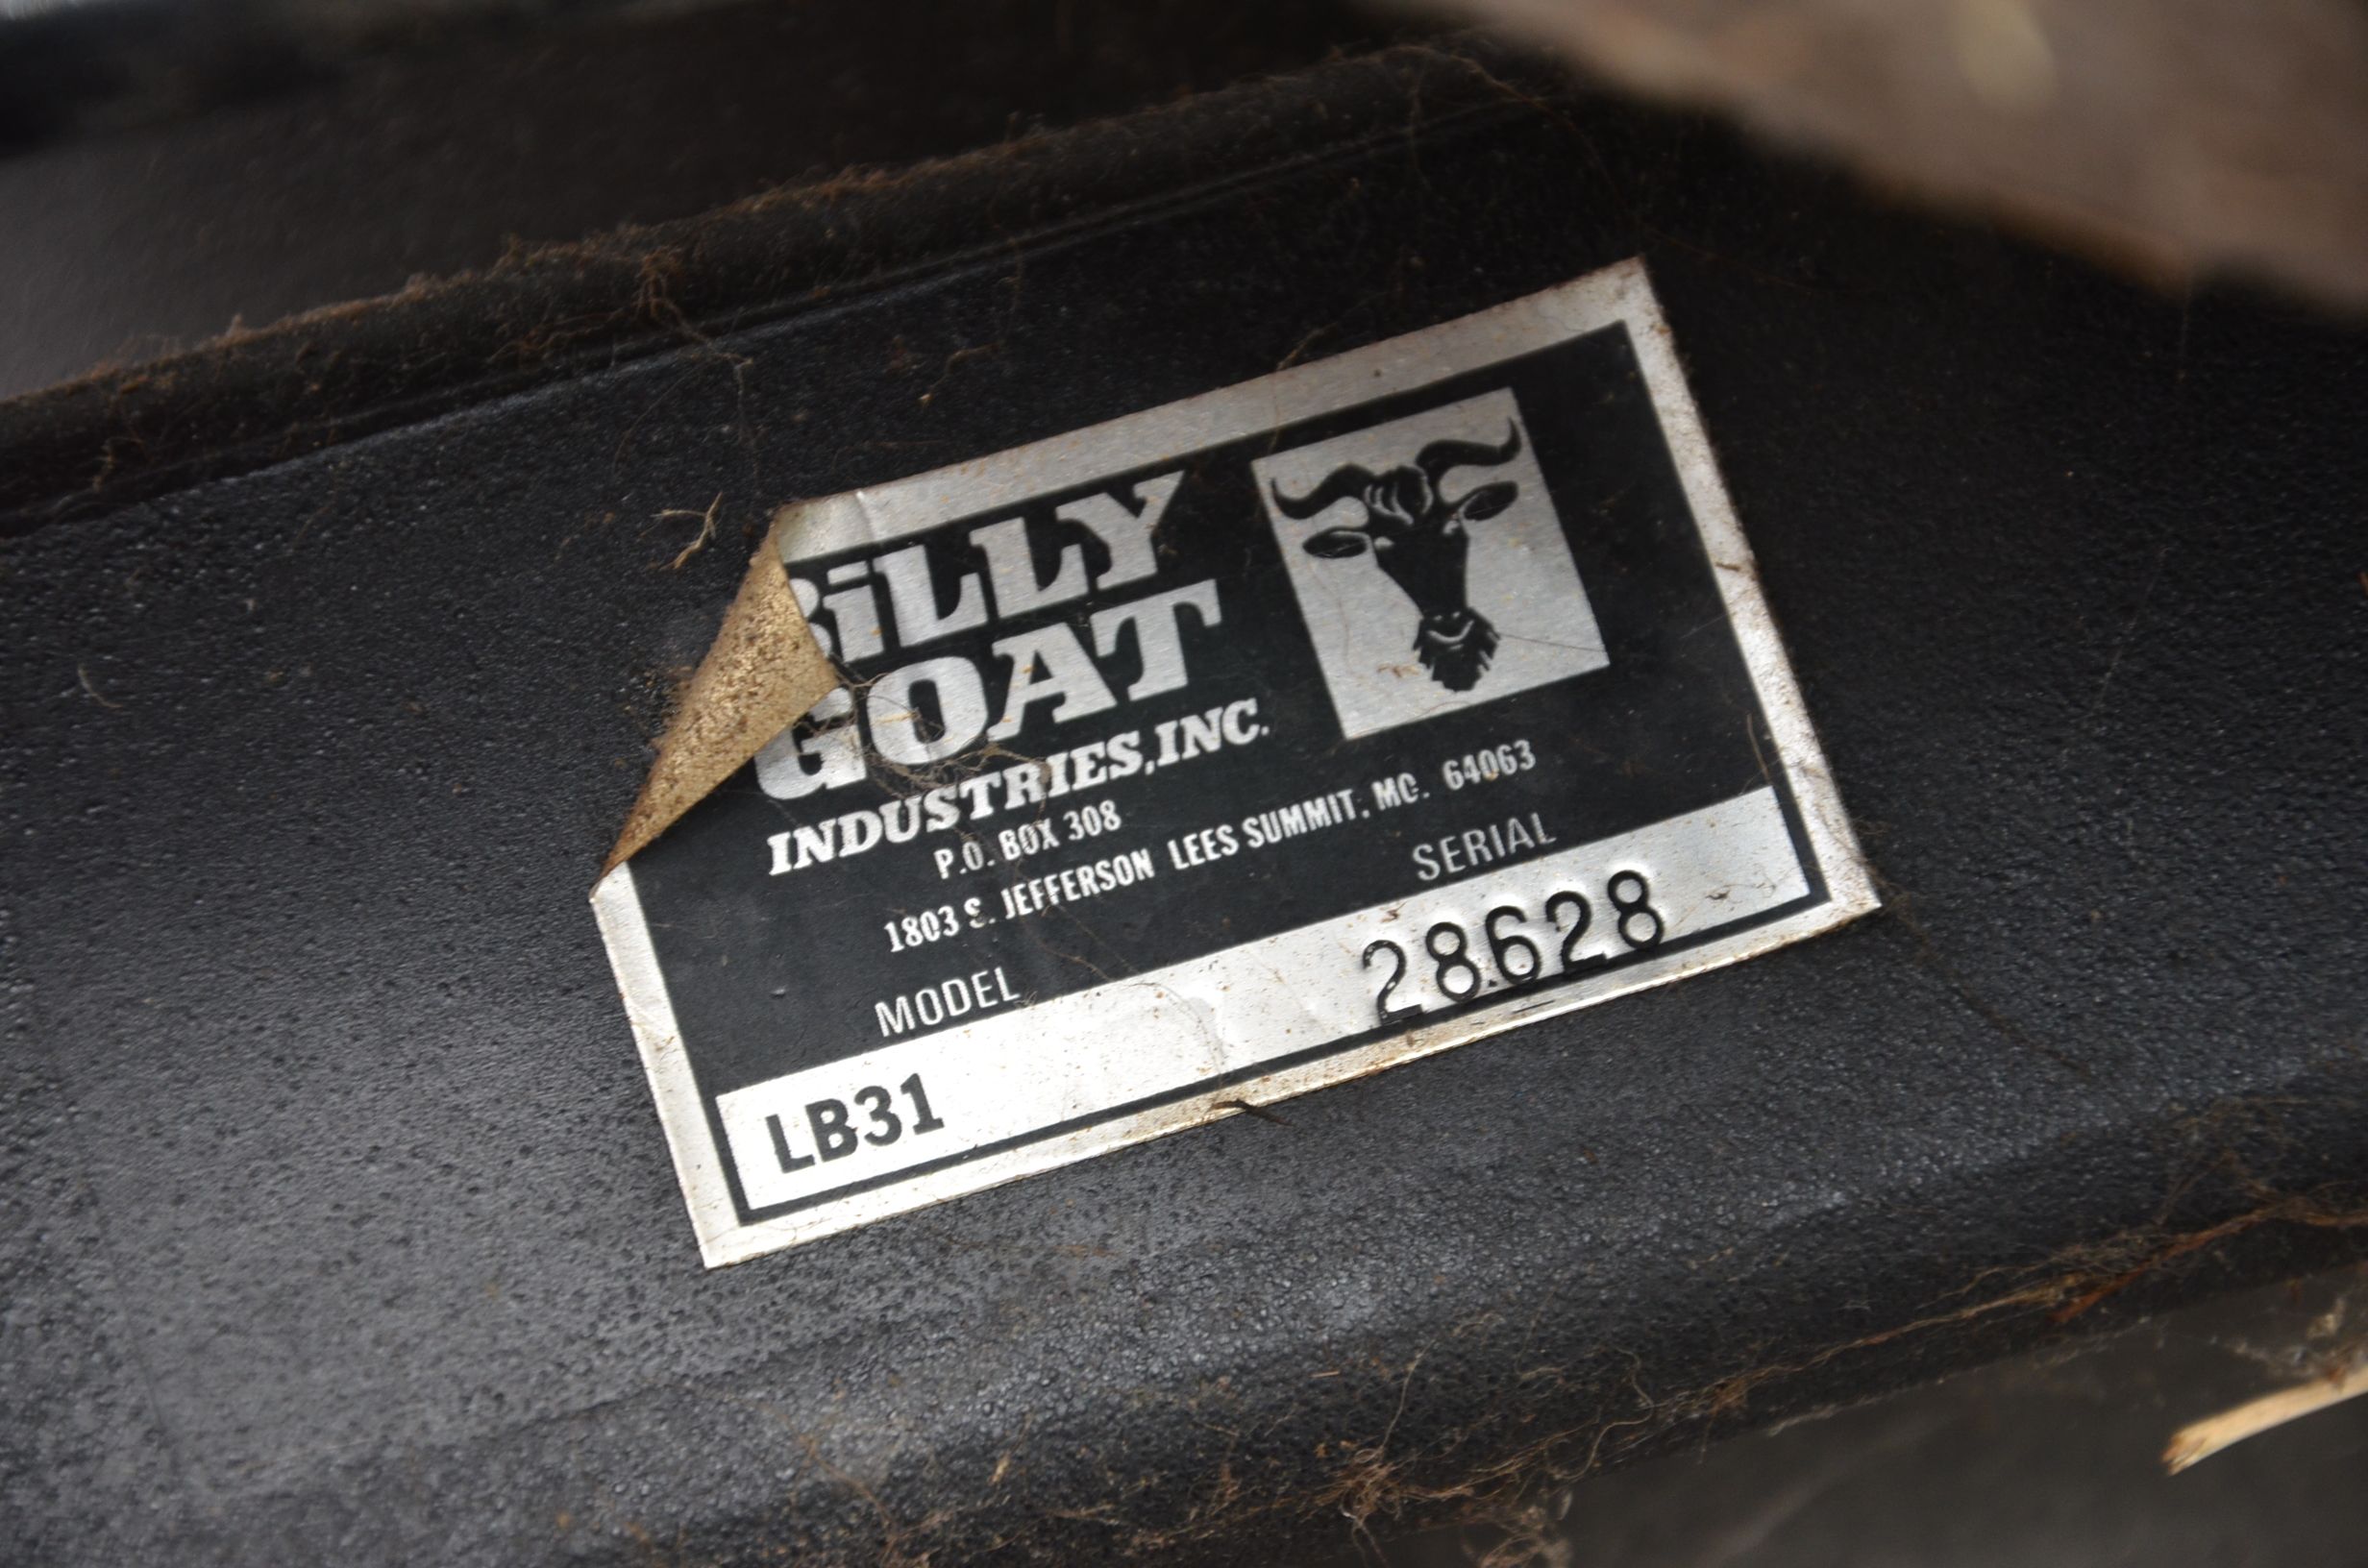 BiLLY
GOAT
INDUSTRIES, INC.
P.O. BOX 308
1803 S. JEFFERSON LEES SUMMIT, MO. 64063
MODEL SERIAL
LB31 28628